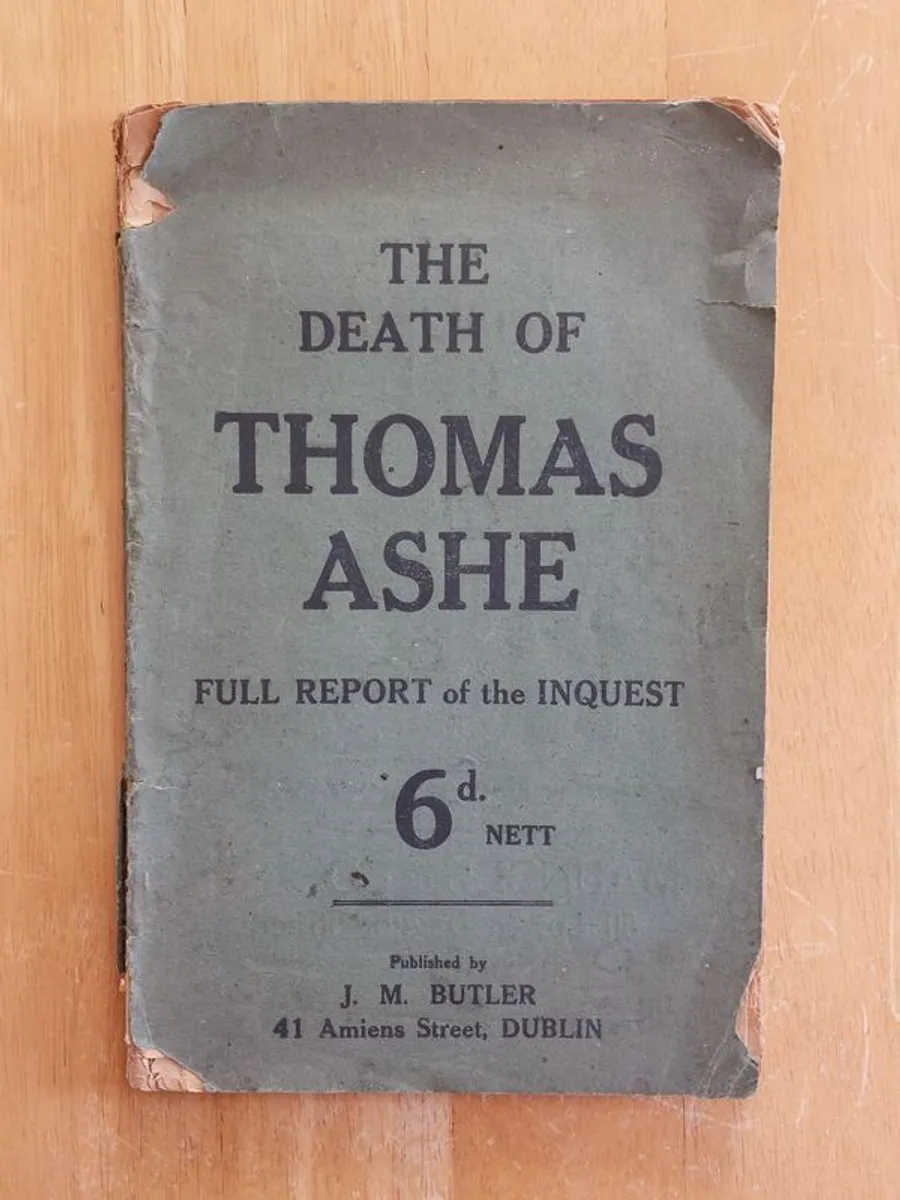 THE
DEATH OF
THOMAS
ASHE
FULL REPORT of the INQUEST
6d.
NETT
Published by
J. M. BUTLER
41 Amiens Street, DUBLIN